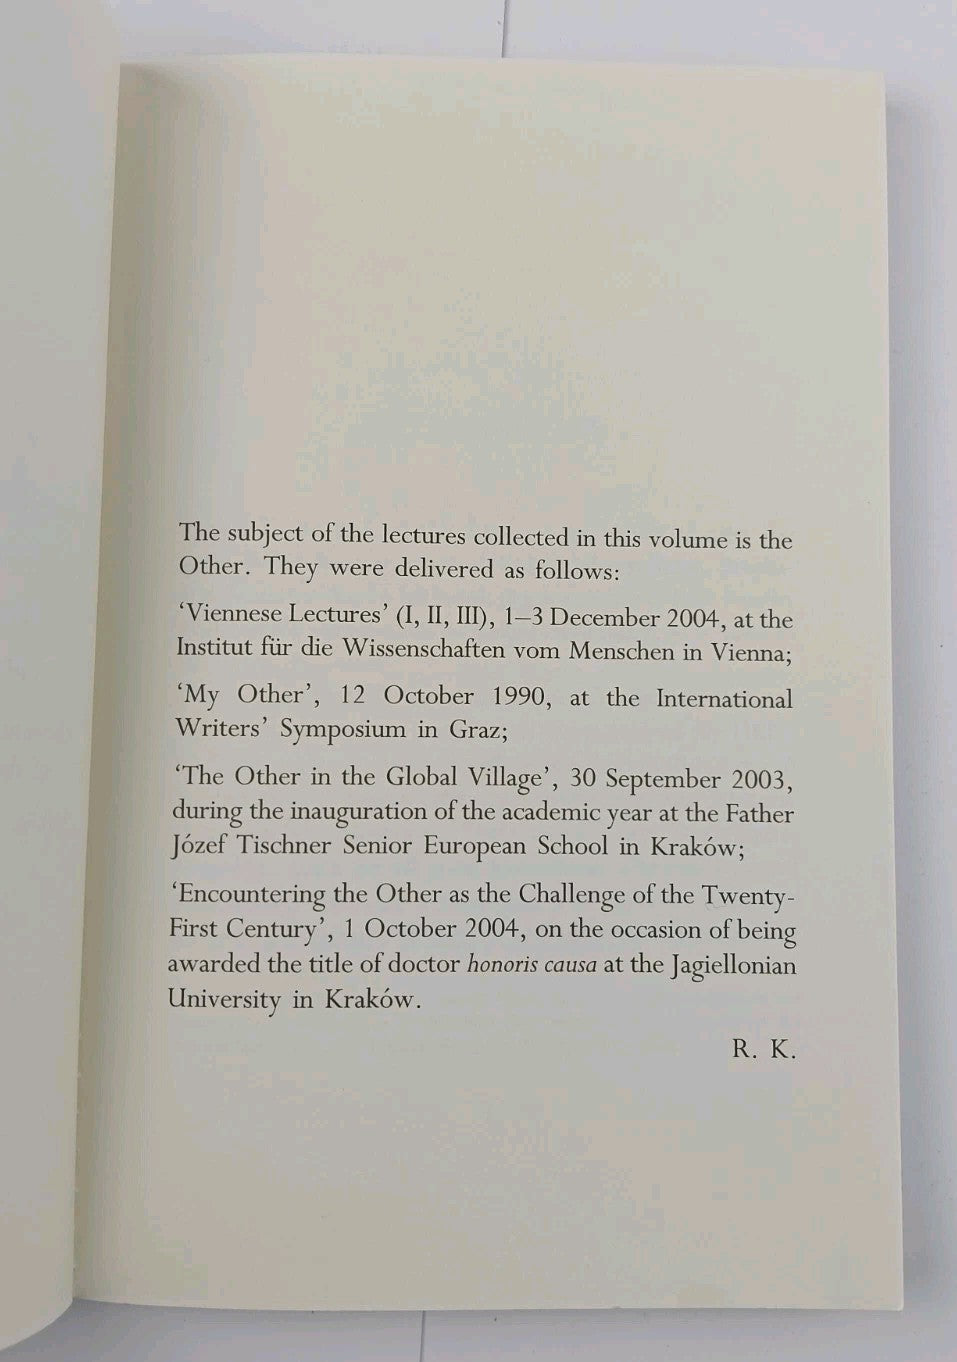 The subject of the lectures collected in this volume is the
Other. They were delivered as follows:
‘Viennese Lectures’ (I, II, III), 1–3 December 2004, at the
Institut für die Wissenschaften vom Menschen in Vienna;
‘My Other’, 12 October 1990, at the International
Writers’ Symposium in Graz;
‘The Other in the Global Village’, 30 September 2003,
during the inauguration of the academic year at the Father
Józef Tischner Senior European School in Kraków;
‘Encountering the Other as the Challenge of the Twenty-
First Century’, 1 October 2004, on the occasion of being
awarded the title of doctor honoris causa at the Jagiellonian
University in Kraków.
R. K.